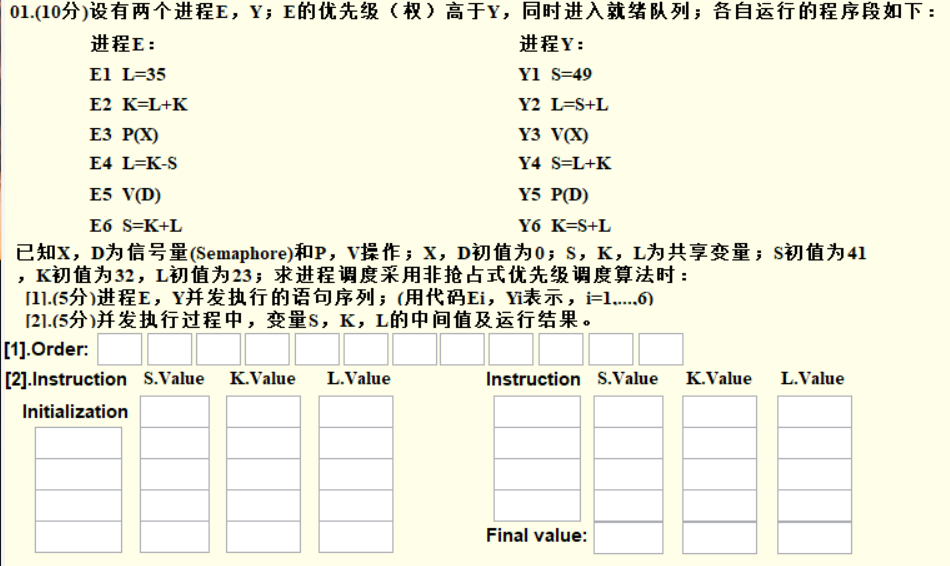 01.(10分)设有两个进程E，Y；E的优先级（权）高于Y，同时进入就绪队列；各自运行的程序段如下：
进程E： 进程Y：
E1 L=35 Y1 S=49
E2 K=L+K Y2 L=S+L
E3 P(X) Y3 V(X)
E4 L=K-S Y4 S=L+K
E5 V(D) Y5 P(D)
E6 S=K+L Y6 K=S+L
已知X，D为信号量(Semaphore)和P，V操作；X，D初值为0；S，K，L为共享变量；S初值为41
，K初值为32，L初值为23；求进程调度采用非抢占式优先级调度算法时：
[1].(5分)进程E，Y并发执行的语句序列；(用代码Ei，Yi表示，i=1,...,6)
[2].(5分)并发执行过程中，变量S，K，L的中间值及运行结果。
[1].Order:
[2].Instruction S.Value K.Value L.Value Instruction S.Value K.Value L.Value
Initialization
Final value: